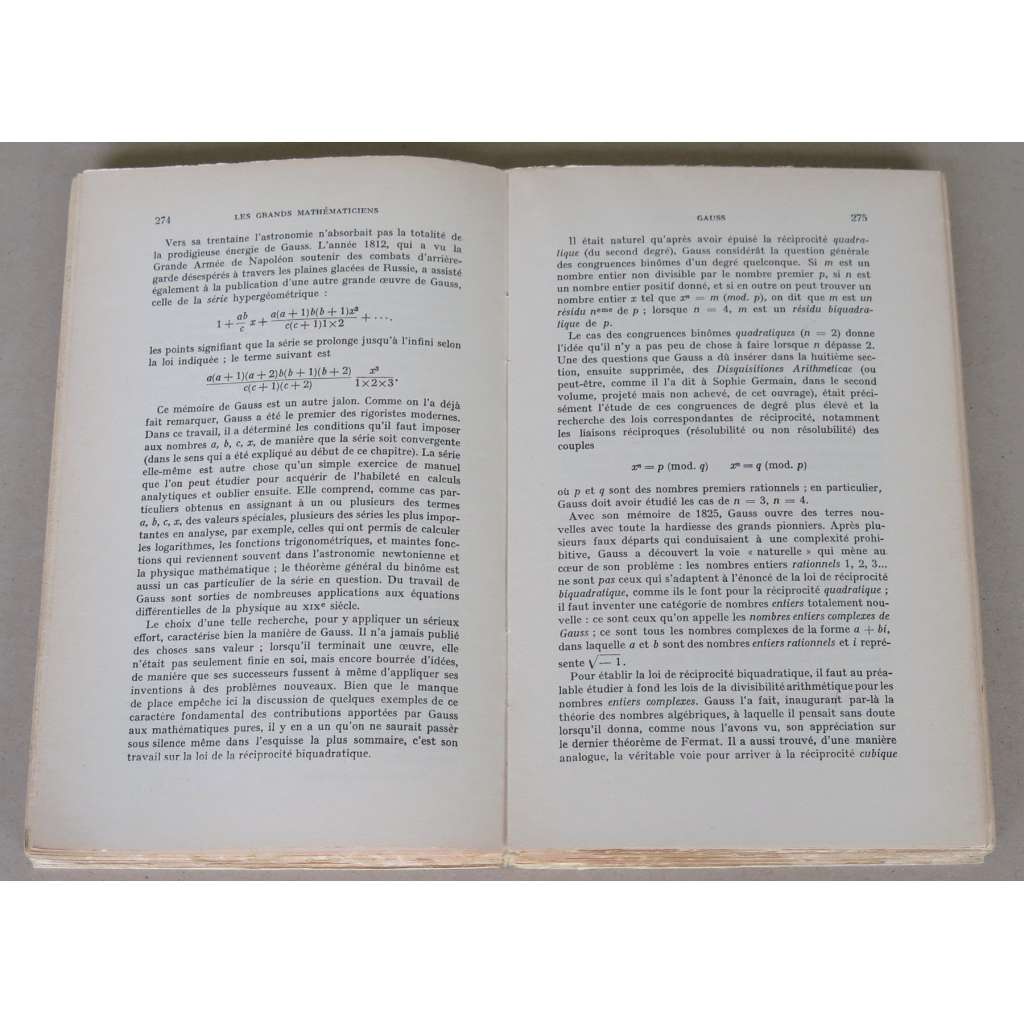 274 LES GRANDS MATHÉMATICIENS
Vers sa trentaine l'astronomie n'absorbait pas la totalité de
la prodigieuse énergie de Gauss. L'année 1812, qui a vu la
Grande Armée de Napoléon soutenir des combats d'arrière-
garde désespérés à travers les plaines glacées de Russie, a assisté
également à la publication d'une autre grande œuvre de Gauss,
celle de la série hypergéométrique :
1 + ab/c x + a(a + 1)b(b + 1)x²/c(c + 1)1×2 + ····
les points signifiant que la série se prolonge jusqu'à l'infini selon
la loi indiquée ; le terme suivant est
a(a + 1)(a + 2)b(b + 1)(b + 2)/c(c + 1)(c + 2) x³/1×2×3.
Ce mémoire de Gauss est un autre jalon. Comme on l'a déjà
fait remarquer, Gauss a été le premier des rigoristes modernes.
Dans ce travail, il a déterminé les conditions qu'il faut imposer
aux nombres a, b, c, x, de manière que la série soit convergente
(dans le sens qui a été expliqué au début de ce chapitre). La série
elle-même est autre chose qu'un simple exercice de manuel
que l'on peut étudier pour acquérir de l'habileté en calculs
analytiques et oublier ensuite. Elle comprend, comme cas par-
ticuliers obtenus en assignant à un ou plusieurs des termes
a, b, c, x, des valeurs spéciales, plusieurs des séries les plus impor-
tantes en analyse, par exemple, celles qui ont permis de calculer
les logarithmes, les fonctions trigonométriques, et maintes fonc-
tions qui reviennent souvent dans l'astronomie newtonienne et
la physique mathématique ; le théorème général du binôme est
aussi un cas particulier de la série en question. Du travail de
Gauss sont sorties de nombreuses applications aux équations
différentielles de la physique au XIXe siècle.
Le choix d'une telle recherche, pour y appliquer un sérieux
effort, caractérise bien la manière de Gauss. Il n'a jamais publié
des choses sans valeur ; lorsqu'il terminait une œuvre, elle
n'était pas seulement finie en soi, mais encore bourrée d'idées,
de manière que ses successeurs fussent à même d'appliquer ses
inventions à des problèmes nouveaux. Bien que le manque
de place empêche ici la discussion de quelques exemples de ce
caractère fondamental des contributions apportées par Gauss
aux mathématiques pures, il y en a un qu'on ne saurait passer
sous silence même dans l'esquisse la plus sommaire, c'est son
travail sur la loi de la réciprocité biquadratique.
GAUSS 275
Il était naturel qu'après avoir épuisé la réciprocité quadra-
tique (du second degré), Gauss considérât la question générale
des congruences binômes d'un degré quelconque. Si m est un
nombre entier non divisible par le nombre premier p, si n est
un nombre entier positif donné, et si en outre on peut trouver un
nombre entier x tel que xⁿ = m (mod. p), on dit que m est un
résidu neme de p ; lorsque n = 4, m est un résidu biquadra-
tique de p.
Le cas des congruences binômes quadratiques (n = 2) donne
l'idée qu'il n'y a pas peu de chose à faire lorsque n dépasse 2.
Une des questions que Gauss a dû insérer dans la huitième sec-
tion, ensuite supprimée, des Disquisitiones Arithmeticae (ou
peut-être, comme il l'a dit à Sophie Germain, dans le second
volume, projeté mais non achevé, de cet ouvrage), était préci-
sément l'étude de ces congruences de degré plus élevé et la
recherche des lois correspondantes de réciprocité, notamment
les liaisons réciproques (résolubilité ou non résolubilité) des
couples
xⁿ = p (mod. q) xⁿ = q (mod. p)
où p et q sont des nombres premiers rationnels ; en particulier,
Gauss doit avoir étudié les cas de n = 3, n = 4.
Avec son mémoire de 1825, Gauss ouvre des terres nou-
velles avec toute la hardiesse des grands pionniers. Après plu-
sieurs faux départs qui conduisaient à une complexité prohi-
bitive, Gauss a découvert la voie « naturelle » qui mène au
cœur de son problème : les nombres entiers rationnels 1, 2, 3...
ne sont pas ceux qui s'adaptent à l'énoncé de la loi de réciprocité
biquadratique, comme ils le font pour la réciprocité quadratique ;
il faut inventer une catégorie de nombres entiers totalement nou-
velle : ce sont ceux qu'on appelle les nombres entiers complexes de
Gauss ; ce sont tous les nombres complexes de la forme a + bi,
dans laquelle a et b sont des nombres entiers rationnels et i repré-
sente √— 1.
Pour établir la loi de réciprocité biquadratique, il faut au préa-
lable étudier à fond les lois de la divisibilité arithmétique pour les
nombres entiers complexes. Gauss l'a fait, inaugurant par-là la
théorie des nombres algébriques, à laquelle il pensait sans doute
lorsqu'il donna, comme nous l'avons vu, son appréciation sur
le dernier théorème de Fermat. Il a aussi trouvé, d'une manière
analogue, la véritable voie pour arriver à la réciprocité cubique